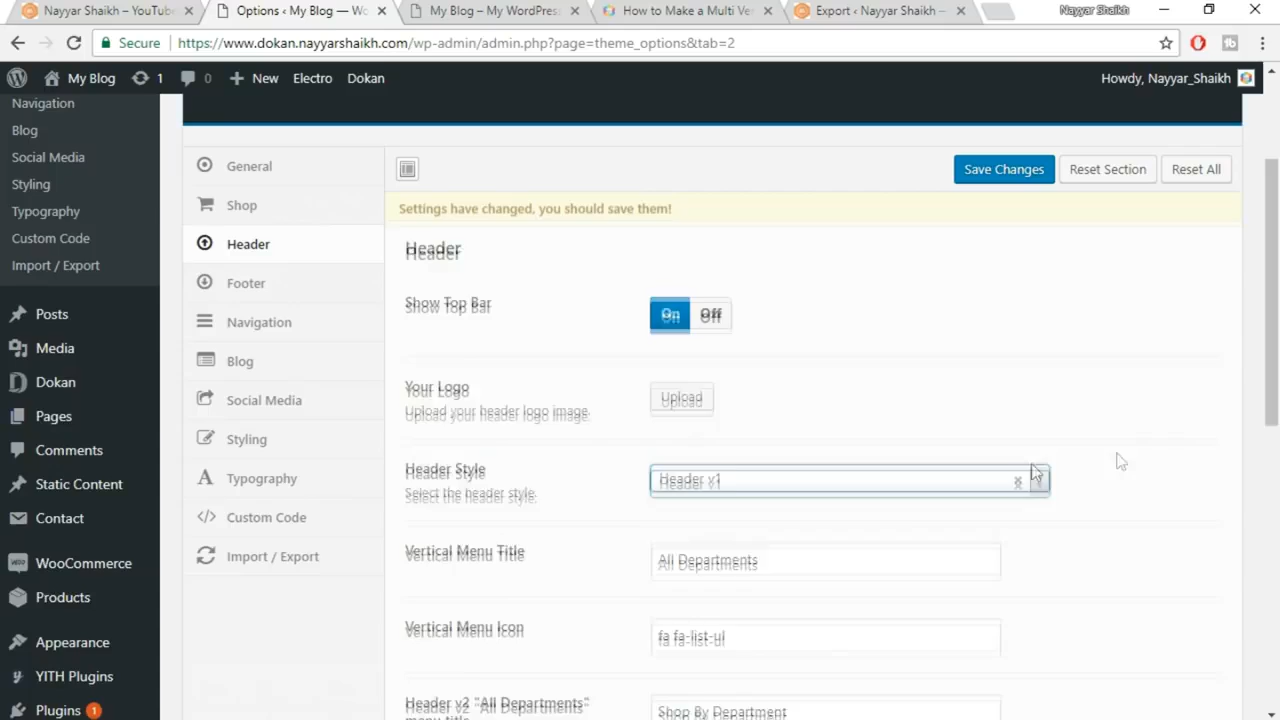 Nayyar Shaikh – YouTube
Options ‹ My Blog — Wo
My Blog – My WordPress
How to Make a Multi Ve
Export ‹ Nayyar Shaikh —
Nayyar Shaikh
Secure
https://www.dokan.nayyarshaikh.com/wp-admin/admin.php?page=theme_options&tab=2
My Blog
1
0
New
Electro
Dokan
Howdy, Nayyar_Shaikh
Navigation
Blog
Social Media
Styling
Typography
Custom Code
Import / Export
Posts
Media
Dokan
Pages
Comments
Static Content
Contact
WooCommerce
Products
Appearance
YITH Plugins
Plugins 1
General
Shop
Header
Footer
Navigation
Blog
Social Media
Styling
Typography
Custom Code
Import / Export
Save Changes
Reset Section
Reset All
Settings have changed, you should save them!
Header
Show Top Bar
On
Off
Your Logo
Upload your header logo image.
Upload
Header Style
Select the header style.
Header v1
Vertical Menu Title
All Departments
Vertical Menu Icon
fa fa-list-ul
Header v2 "All Departments"
menu title
Shop By Department